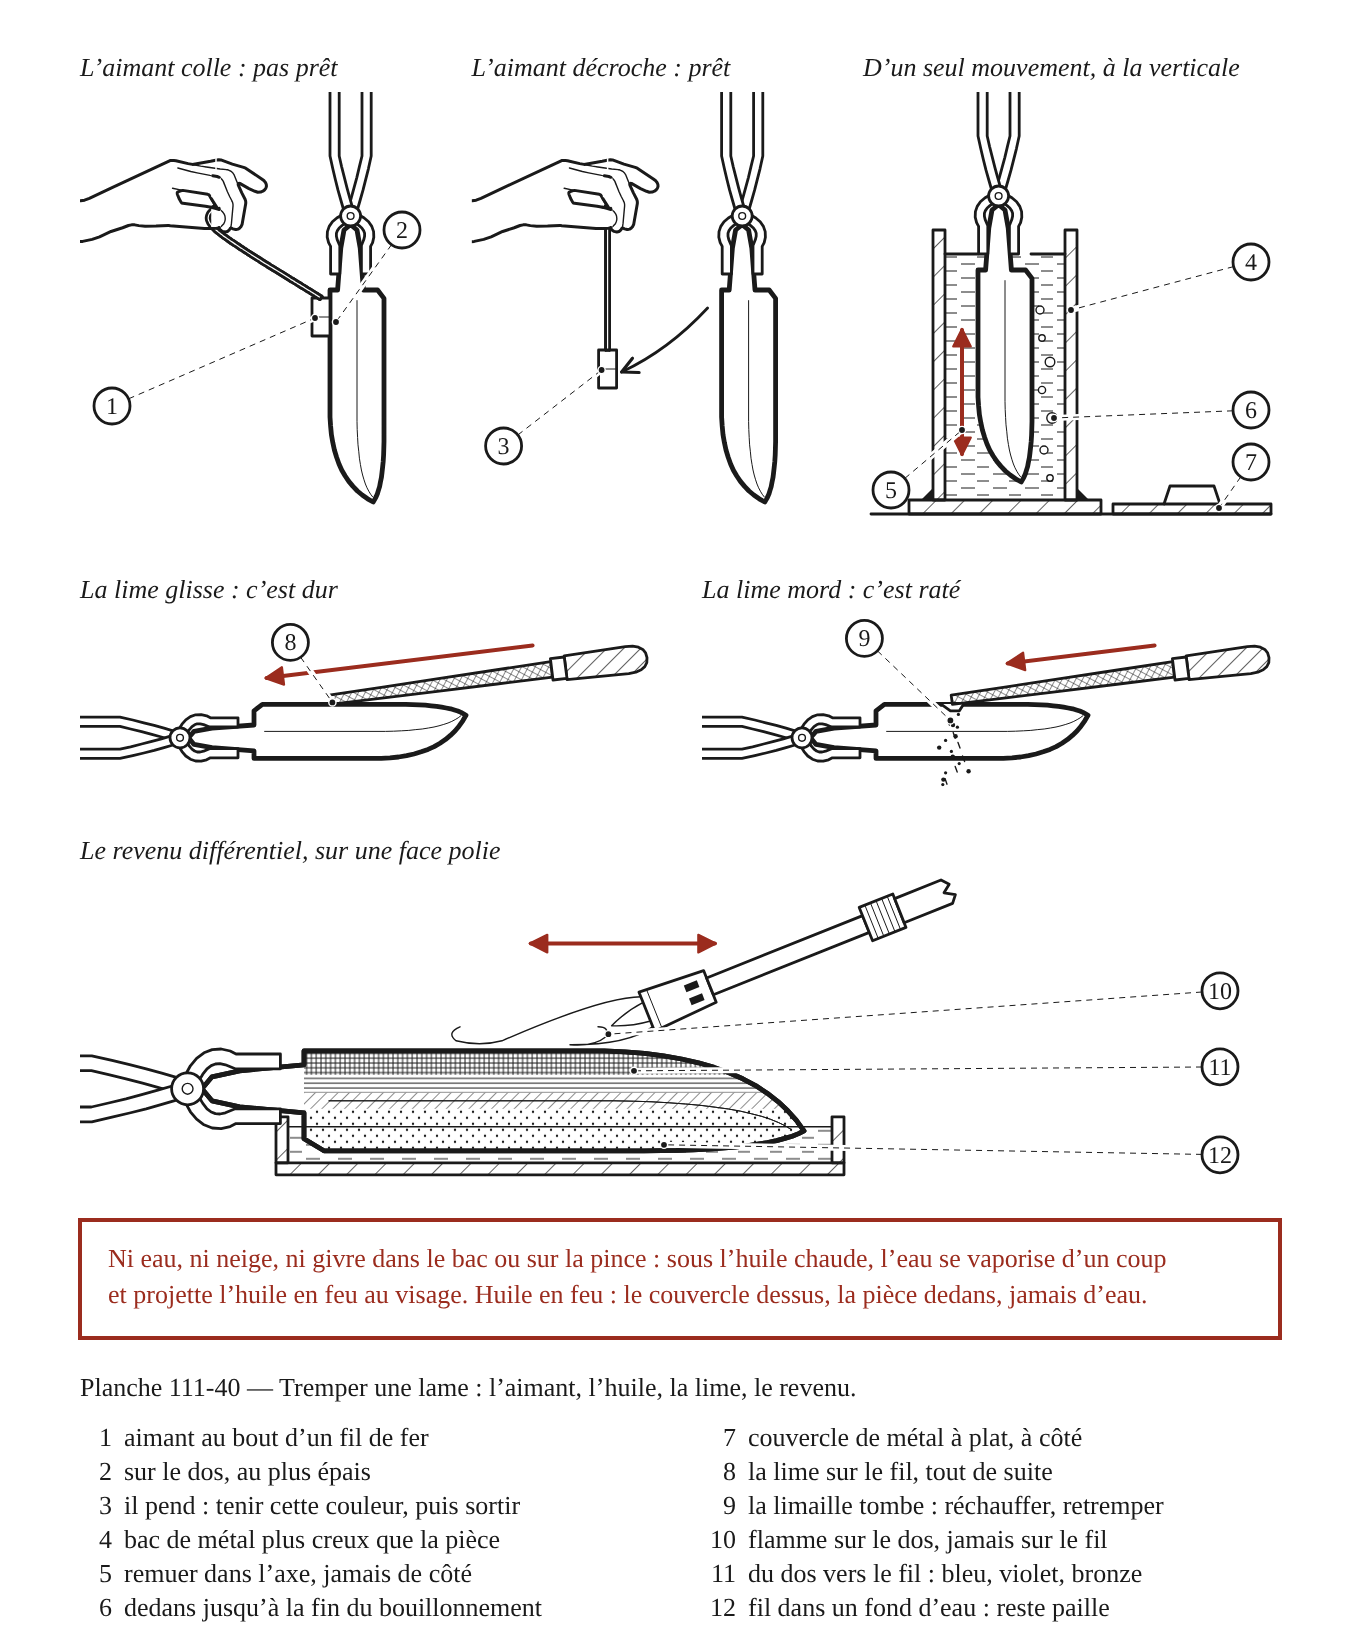 L’aimant colle : pas prêt
L’aimant décroche : prêt
D’un seul mouvement, à la verticale
2
4
1
6
3
7
5
La lime glisse : c’est dur
La lime mord : c’est raté
8
9
Le revenu différentiel, sur une face polie
10
11
12
Ni eau, ni neige, ni givre dans le bac ou sur la pince : sous l’huile chaude, l’eau se vaporise d’un coup
et projette l’huile en feu au visage. Huile en feu : le couvercle dessus, la pièce dedans, jamais d’eau.
Planche 111-40 — Tremper une lame : l’aimant, l’huile, la lime, le revenu.
1 aimant au bout d’un fil de fer
2 sur le dos, au plus épais
3 il pend : tenir cette couleur, puis sortir
4 bac de métal plus creux que la pièce
5 remuer dans l’axe, jamais de côté
6 dedans jusqu’à la fin du bouillonnement
7 couvercle de métal à plat, à côté
8 la lime sur le fil, tout de suite
9 la limaille tombe : réchauffer, retremper
10 flamme sur le dos, jamais sur le fil
11 du dos vers le fil : bleu, violet, bronze
12 fil dans un fond d’eau : reste paille